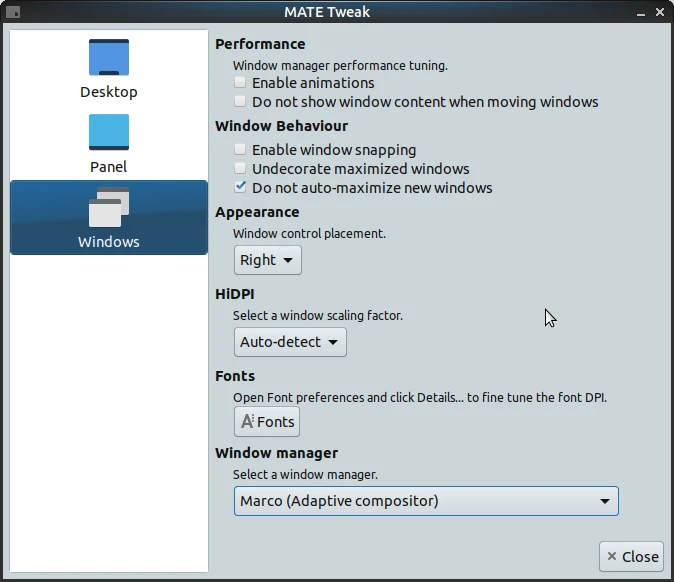 MATE Tweak
Desktop
Panel
Windows
Performance
Window manager performance tuning.
Enable animations
Do not show window content when moving windows
Window Behaviour
Enable window snapping
Undecorate maximized windows
Do not auto-maximize new windows
Appearance
Window control placement.
Right
HiDPI
Select a window scaling factor.
Auto-detect
Fonts
Open Font preferences and click Details... to fine tune the font DPI.
Fonts
Window manager
Select a window manager.
Marco (Adaptive compositor)
Close